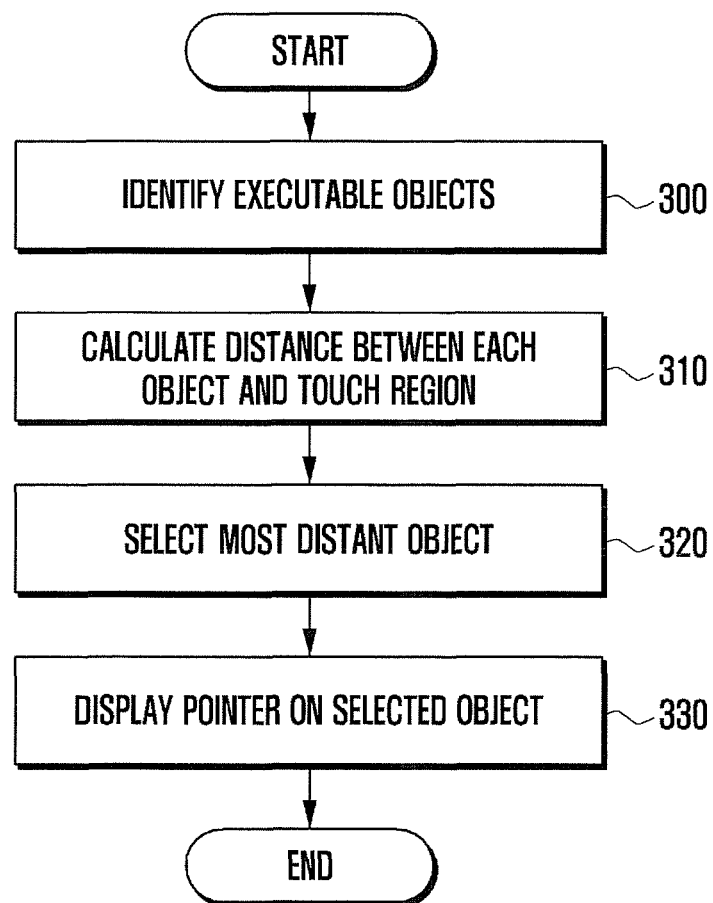 START
IDENTIFY EXECUTABLE OBJECTS
300
CALCULATE DISTANCE BETWEEN EACH
OBJECT AND TOUCH REGION
310
SELECT MOST DISTANT OBJECT
320
DISPLAY POINTER ON SELECTED OBJECT
330
END